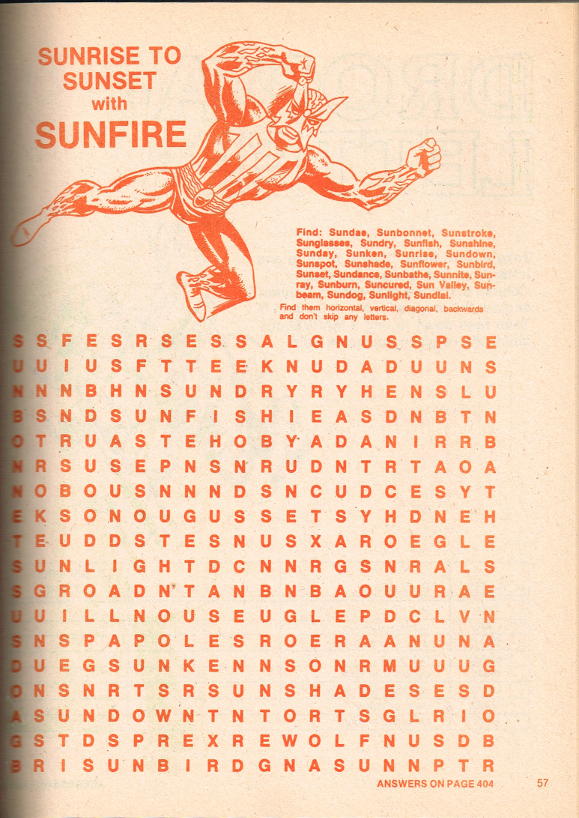 SUNRISE TO
SUNSET
with
SUNFIRE
Find: Sundae, Sunbonnet, Sunstroke,
Sunglasses, Sundry, Sunfish, Sunshine,
Sunday, Sunken, Sunrise, Sundown,
Sunspot, Sunshade, Sunflower, Sunbird,
Sunset, Sundance, Sunbathe, Sunnite, Sun-
ray, Sunburn, Suncured, Sun Valley, Sun-
beam, Sundog, Sunlight, Sundial.
Find them horizontal, vertical, diagonal, backwards
and don't skip any letters.
S S F E S R S E S S A L G N U S S P S E
U U I U S F T T E E K N U D A D U U N S
N N N B H N S U N D R Y R Y H E N S L U
B S N D S U N F I S H I E A S D N B T N
O T R U A S T E H O B Y A D A N I R R B
N R S U S E P N S N R U D N T R T A O A
N O B O U S N N N D S N C U D C E S Y T
E K S O N O U G U S S E T S Y H D N E H
T E U D D S T E S N U S X A R O E G L E
S U N L I G H T D C N N R G S N R A L S
S G R O A D N T A N B N B A O U U R A E
U U I L L N O U S E U G L E P D C L V N
S N S P A P O L E S R O E R A A N U N A
D U E G S U N K E N N S O N R M U U U G
O N S N R T S R S U N S H A D E S E S D
A S U N D O W N T N T O R T S G L R I O
G S T D S P R E X R E W O L F N U S D B
B R I S U N B I R D G N A S U N N P T R
ANSWERS ON PAGE 404 57